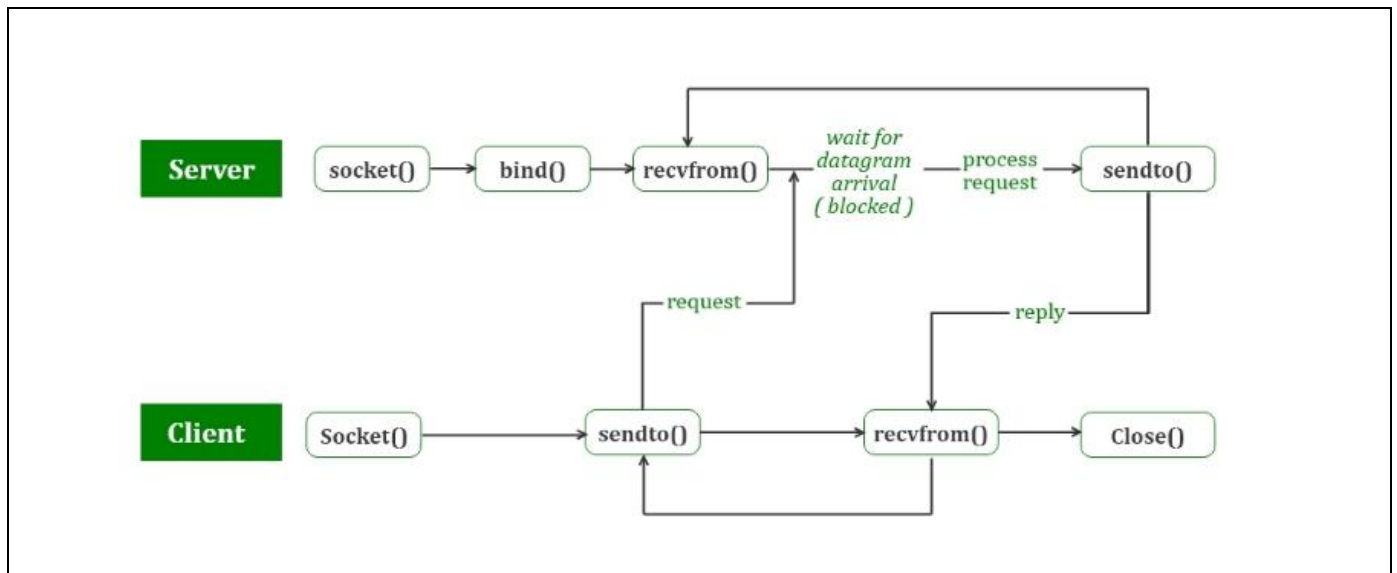 Server
socket()
bind()
recvfrom()
wait for
datagram
arrival
( blocked )
process
request
sendto()
request
reply
Client
Socket()
sendto()
recvfrom()
Close()